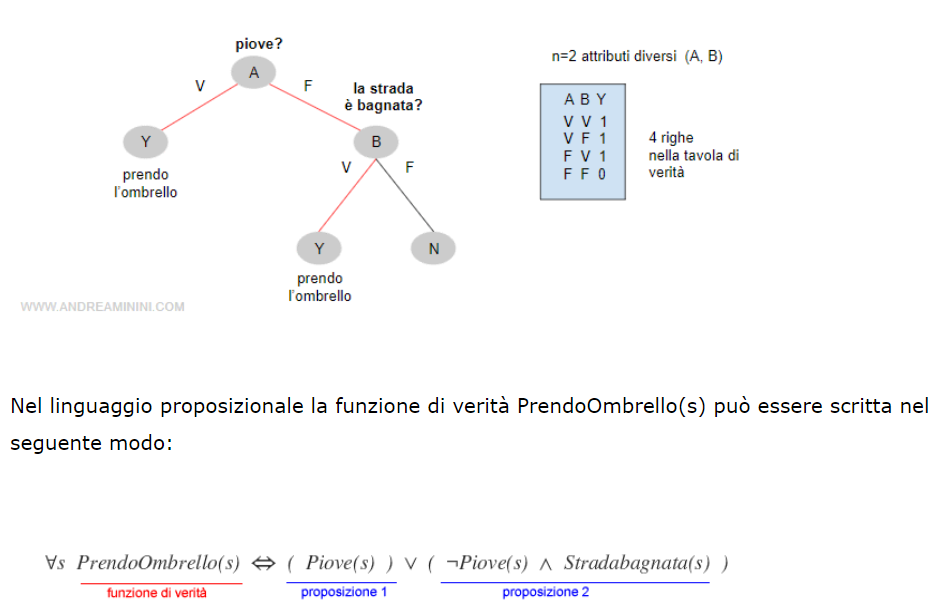 piove?
A
V
F
la strada
è bagnata?
Y
B
prendo
l'ombrello
V
F
Y
N
prendo
l'ombrello
n=2 attributi diversi (A, B)
A B Y
V V 1
V F 1
F V 1
F F 0
4 righe
nella tavola di
verità
WWW.ANDREAMININI.COM
Nel linguaggio proposizionale la funzione di verità PrendoOmbrello(s) può essere scritta nel
seguente modo:
∀s PrendoOmbrello(s) ⇔ ( Piove(s) ) ∨ ( ¬Piove(s) ∧ Stradabagnata(s) )
funzione di verità
proposizione 1
proposizione 2